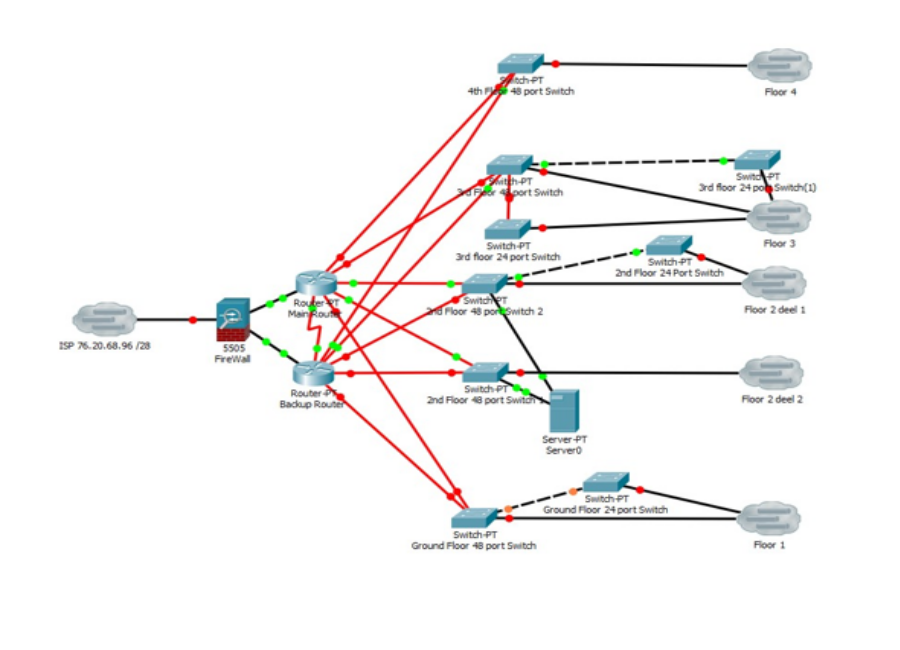 Switch-PT
4th Floor 48 port Switch
Floor 4
Switch-PT
3rd Floor 48 port Switch
Switch-PT
3rd floor 24 port Switch(1)
Switch-PT
3rd floor 24 port Switch
Floor 3
Switch-PT
2nd Floor 24 Port Switch
Router-PT
Main Router
2nd Floor 48 port Switch 2
Floor 2 deel 1
ISP 76.20.68.96 /28
5505
FireWall
Router-PT
Backup Router
Switch-PT
2nd Floor 48 port Switch 1
Floor 2 deel 2
Server-PT
Server0
Switch-PT
Ground Floor 24 port Switch
Switch-PT
Ground Floor 48 port Switch
Floor 1